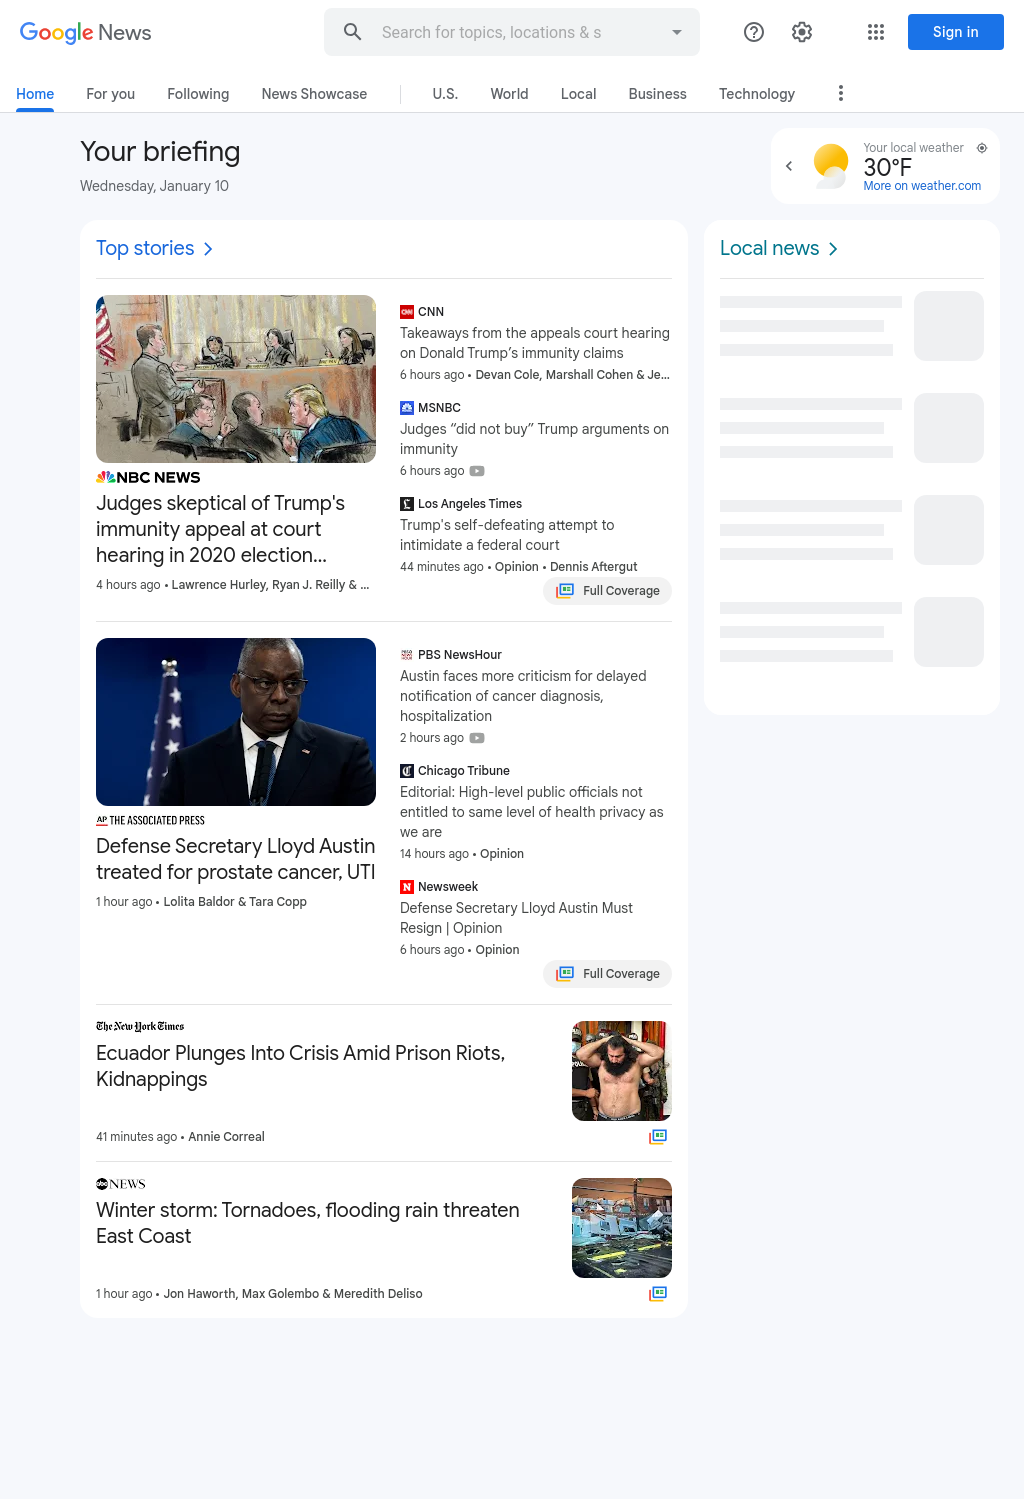 Google News
Search for topics, locations & s
Sign in
Home
For you
Following
News Showcase
U.S.
World
Local
Business
Technology
Your briefing
Wednesday, January 10
Your local weather
30°F
More on weather.com
Top stories
NBC NEWS
Judges skeptical of Trump's
immunity appeal at court
hearing in 2020 election...
4 hours ago • Lawrence Hurley, Ryan J. Reilly & ...
CNN
Takeaways from the appeals court hearing
on Donald Trump’s immunity claims
6 hours ago • Devan Cole, Marshall Cohen & Je...
MSNBC
Judges “did not buy” Trump arguments on
immunity
6 hours ago
Los Angeles Times
Trump's self-defeating attempt to
intimidate a federal court
44 minutes ago • Opinion • Dennis Aftergut
Full Coverage
AP THE ASSOCIATED PRESS
Defense Secretary Lloyd Austin
treated for prostate cancer, UTI
1 hour ago • Lolita Baldor & Tara Copp
PBS NewsHour
Austin faces more criticism for delayed
notification of cancer diagnosis,
hospitalization
2 hours ago
Chicago Tribune
Editorial: High-level public officials not
entitled to same level of health privacy as
we are
14 hours ago • Opinion
Newsweek
Defense Secretary Lloyd Austin Must
Resign | Opinion
6 hours ago • Opinion
Full Coverage
The New York Times
Ecuador Plunges Into Crisis Amid Prison Riots,
Kidnappings
41 minutes ago • Annie Correal
abc NEWS
Winter storm: Tornadoes, flooding rain threaten
East Coast
1 hour ago • Jon Haworth, Max Golembo & Meredith Deliso
Local news